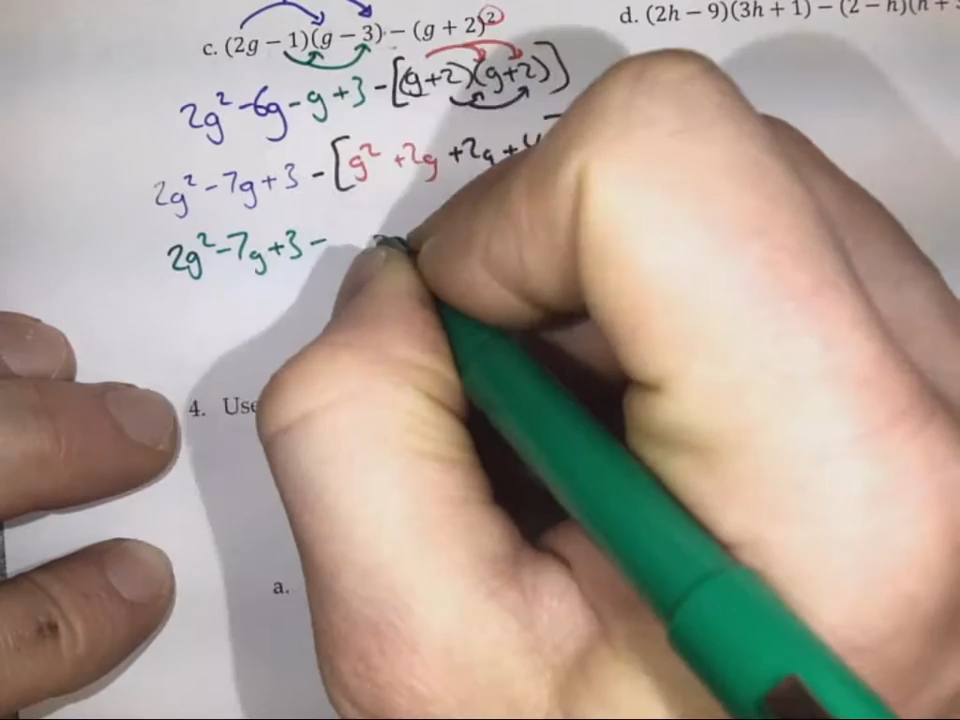 c. (2g − 1)(g − 3) − (g + 2)²
d. (2h − 9)(3h + 1) − (2 − h)(h +
2g² -6g -g +3 -[(g+2)(g+2)]
2g² -7g +3 -[g² +2g +2g +4
2g² -7g +3 -
4. Use
a.